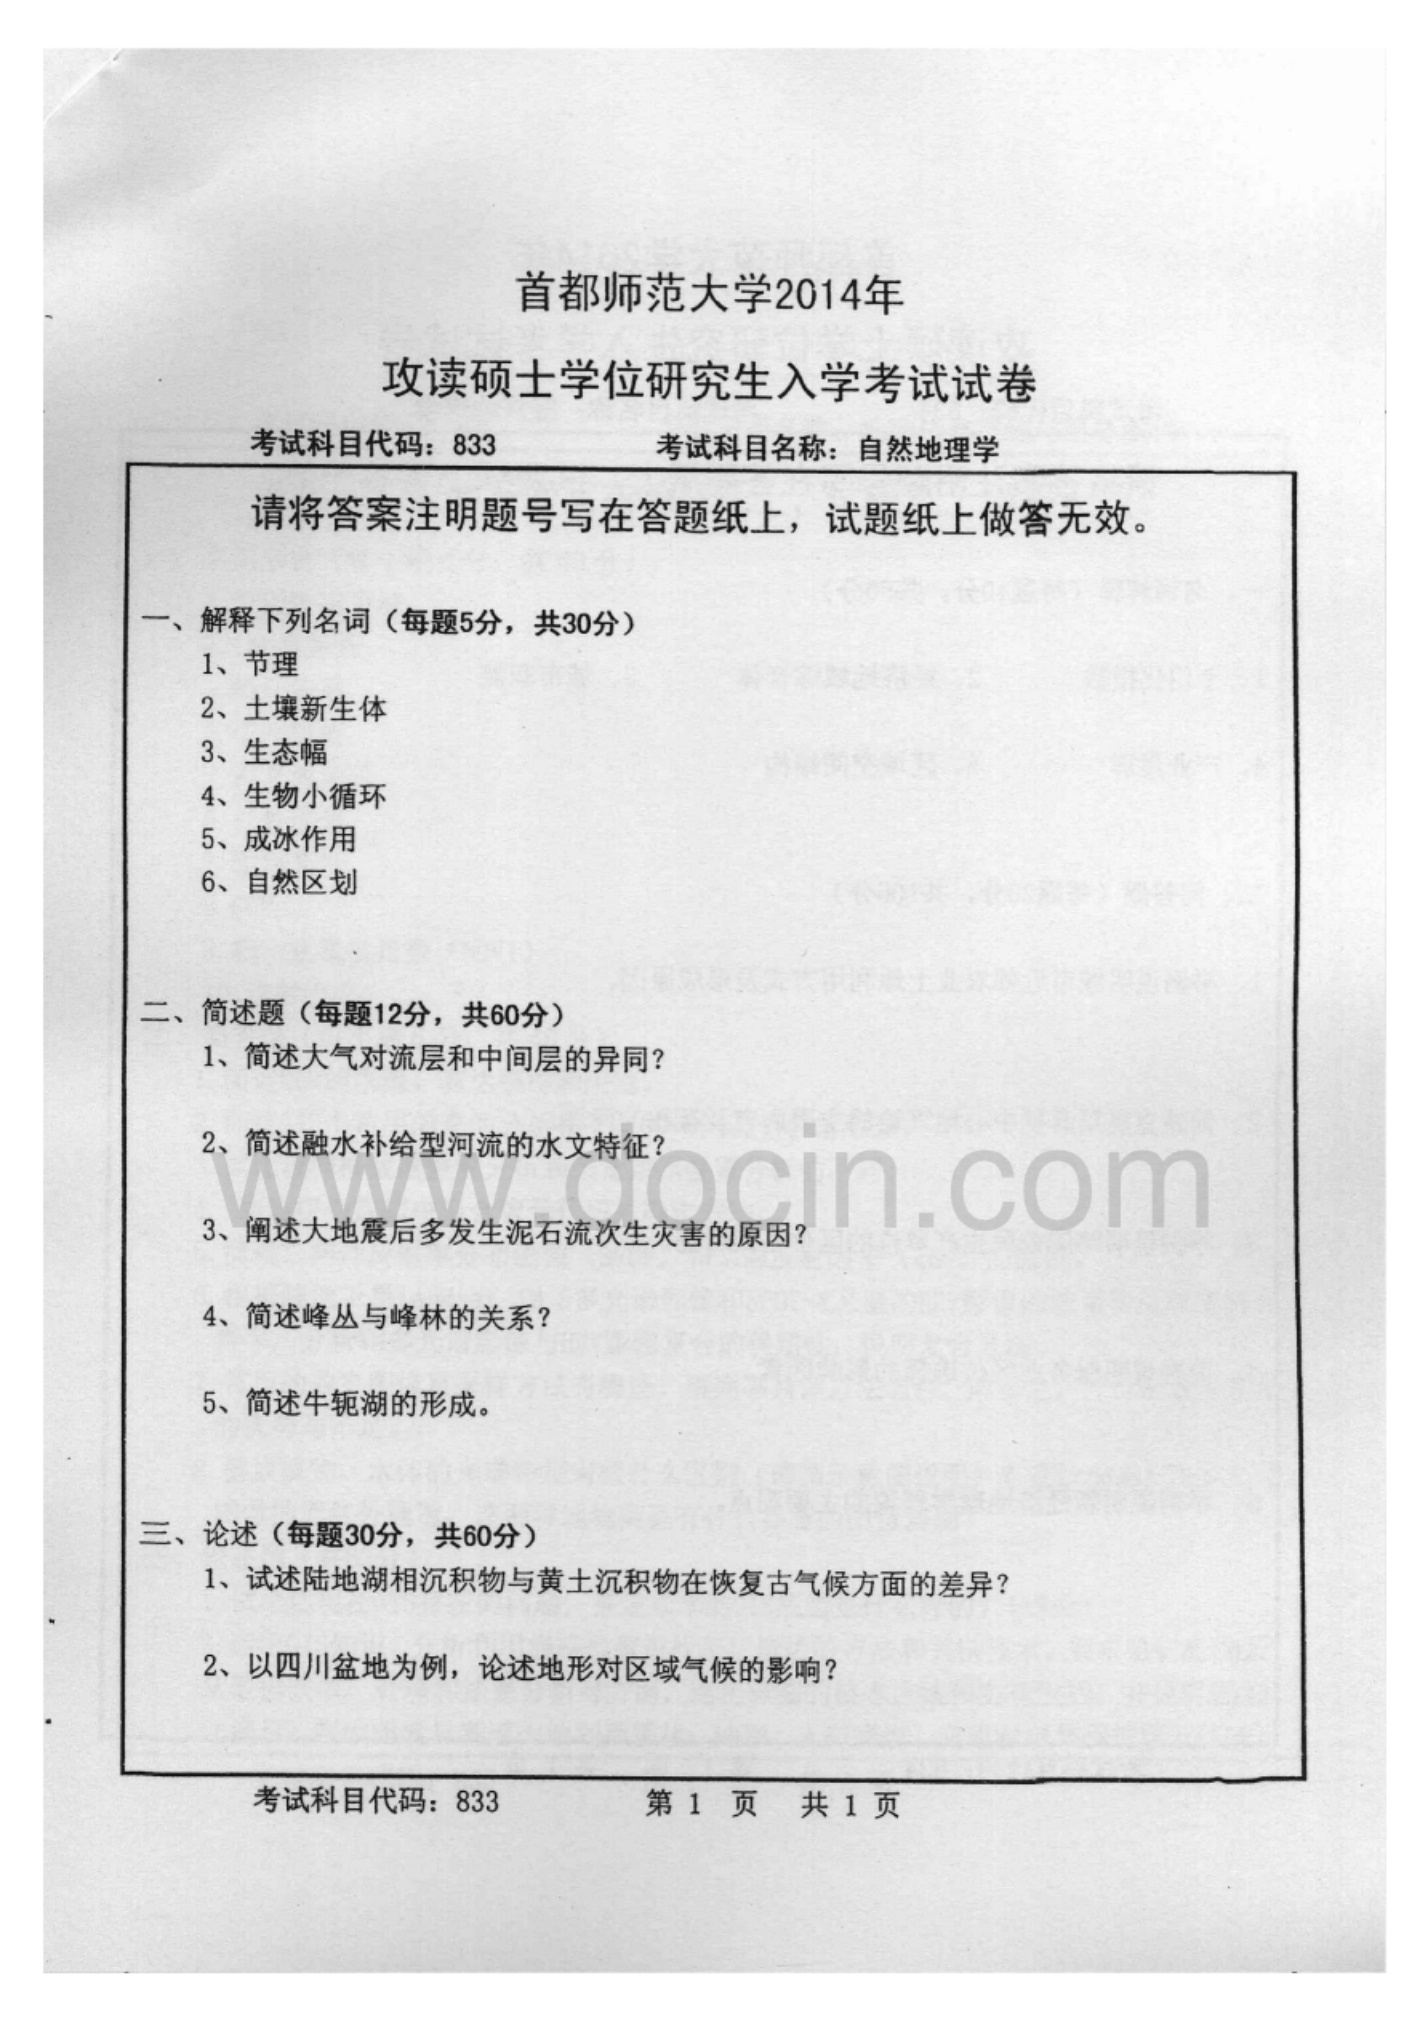 首都师范大学2014年
攻读硕士学位研究生入学考试试卷
考试科目代码：833 考试科目名称：自然地理学
请将答案注明题号写在答题纸上，试题纸上做答无效。
一、解释下列名词（每题5分，共30分）
1、节理
2、土壤新生体
3、生态幅
4、生物小循环
5、成冰作用
6、自然区划
二、简述题（每题12分，共60分）
1、简述大气对流层和中间层的异同？
2、简述融水补给型河流的水文特征？
www.docin.com
3、阐述大地震后多发生泥石流次生灾害的原因？
4、简述峰丛与峰林的关系？
5、简述牛轭湖的形成。
三、论述（每题30分，共60分）
1、试述陆地湖相沉积物与黄土沉积物在恢复古气候方面的差异？
2、以四川盆地为例，论述地形对区域气候的影响？
考试科目代码：833 第 1 页 共 1 页